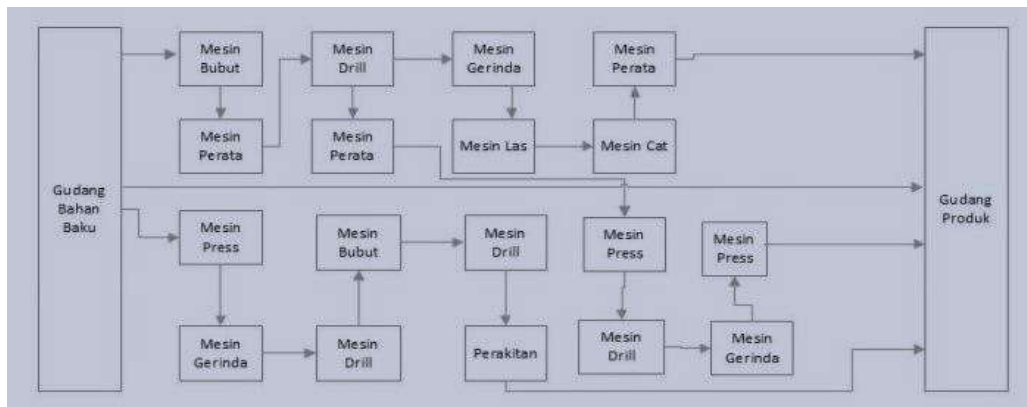 Gudang
Bahan
Baku
Mesin
Bubut
Mesin
Drill
Mesin
Gerinda
Mesin
Perata
Mesin
Perata
Mesin
Perata
Mesin Las
Mesin Cat
Mesin
Press
Mesin
Bubut
Mesin
Drill
Mesin
Press
Mesin
Press
Mesin
Gerinda
Mesin
Drill
Perakitan
Mesin
Drill
Mesin
Gerinda
Gudang
Produk